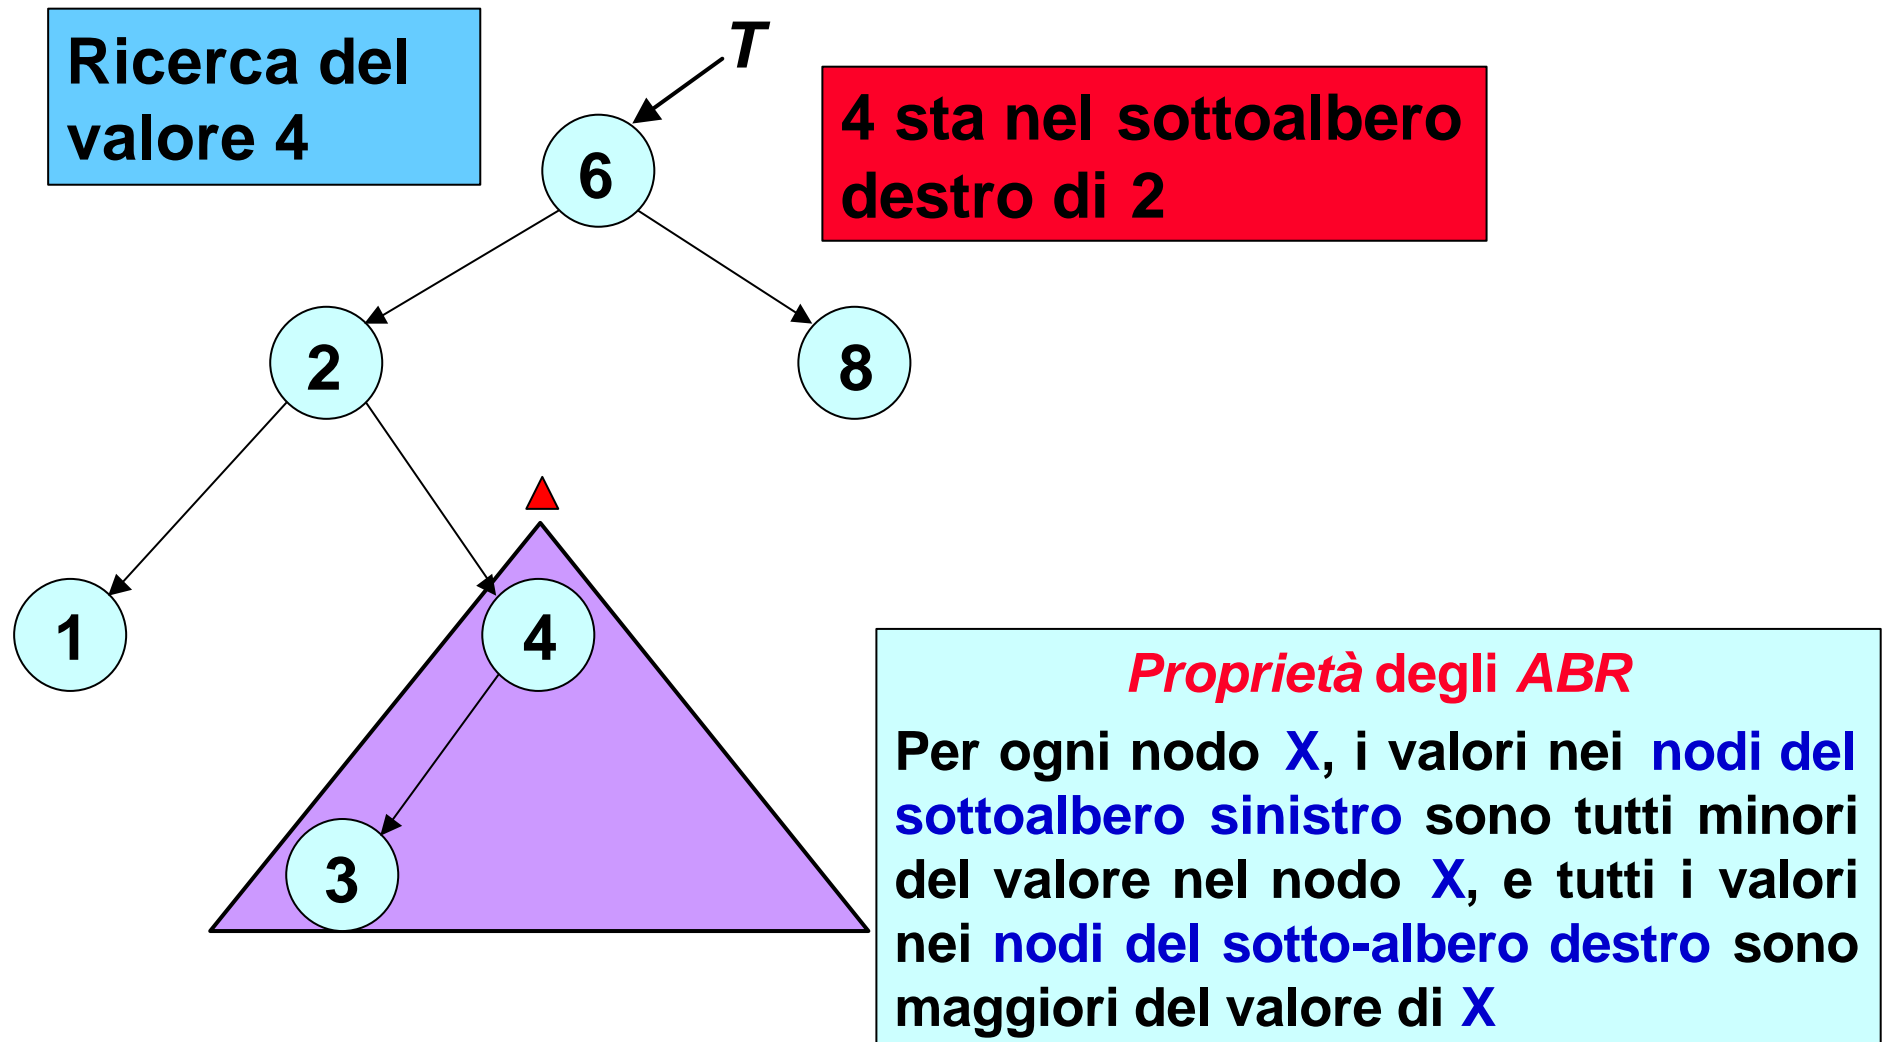 Ricerca del
valore 4
T
4 sta nel sottoalbero
destro di 2
6
2
8
1
4
3
Proprietà degli ABR
Per ogni nodo X, i valori nei nodi del
sottoalbero sinistro sono tutti minori
del valore nel nodo X, e tutti i valori
nei nodi del sotto-albero destro sono
maggiori del valore di X